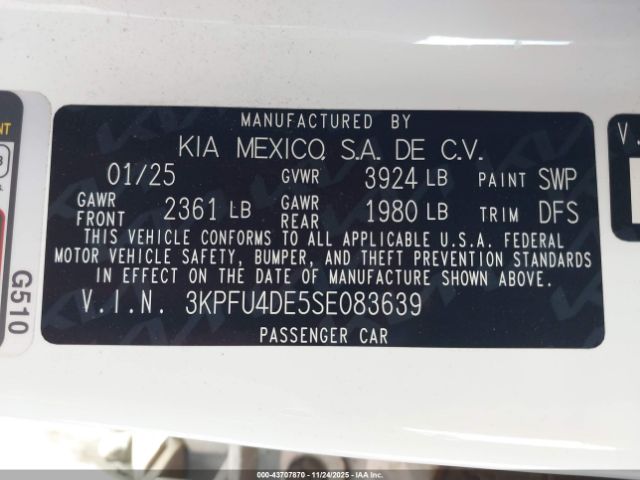 MANUFACTURED BY
KIA MEXICO, S.A. DE C.V.
01/25 GVWR 3924 LB PAINT SWP
GAWR FRONT 2361 LB GAWR REAR 1980 LB TRIM DFS
THIS VEHICLE CONFORMS TO ALL APPLICABLE U.S.A. FEDERAL
MOTOR VEHICLE SAFETY, BUMPER, AND THEFT PREVENTION STANDARDS
IN EFFECT ON THE DATE OF MANUFACTURE SHOWN ABOVE.
V.I.N. 3KPFU4DE5SE083639
PASSENGER CAR
G510
V.
© IAA - 000-43707870 - 11/24/2025 - IAAI.COM